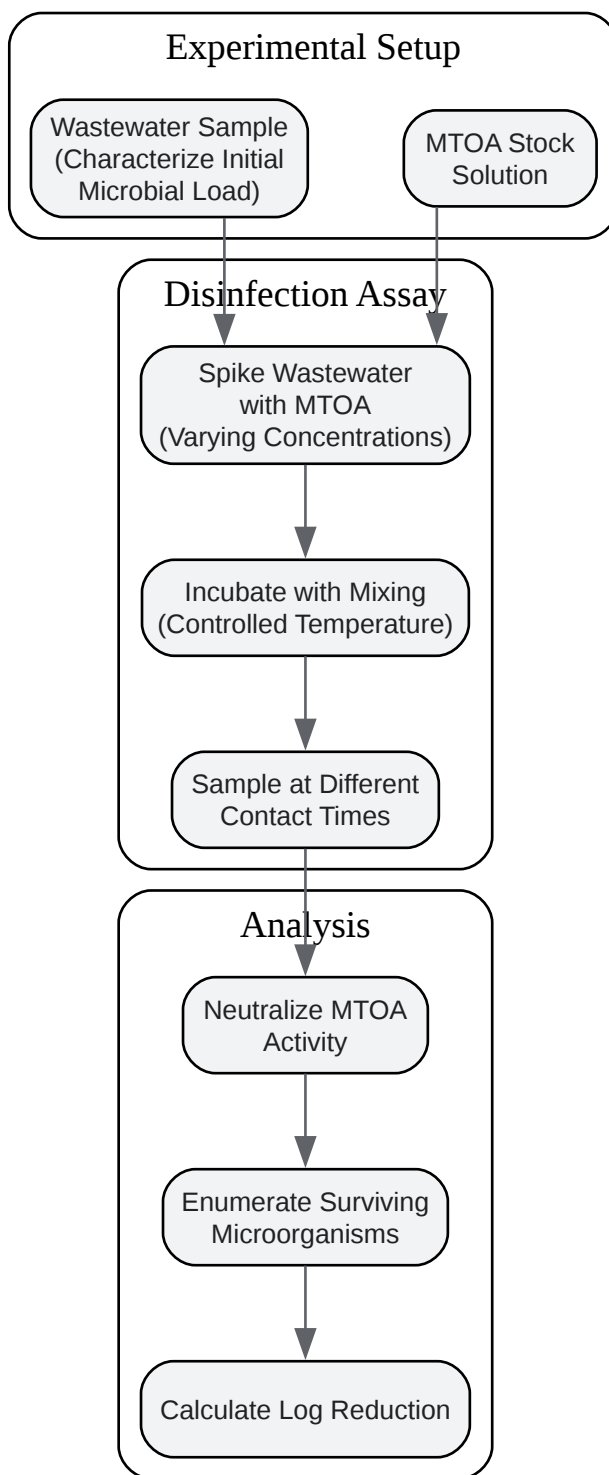 Experimental Setup
Wastewater Sample
(Characterize Initial
Microbial Load)
MTOA Stock
Solution
Disinfection Assay
Spike Wastewater
with MTOA
(Varying Concentrations)
Incubate with Mixing
(Controlled Temperature)
Sample at Different
Contact Times
Analysis
Neutralize MTOA
Activity
Enumerate Surviving
Microorganisms
Calculate Log Reduction